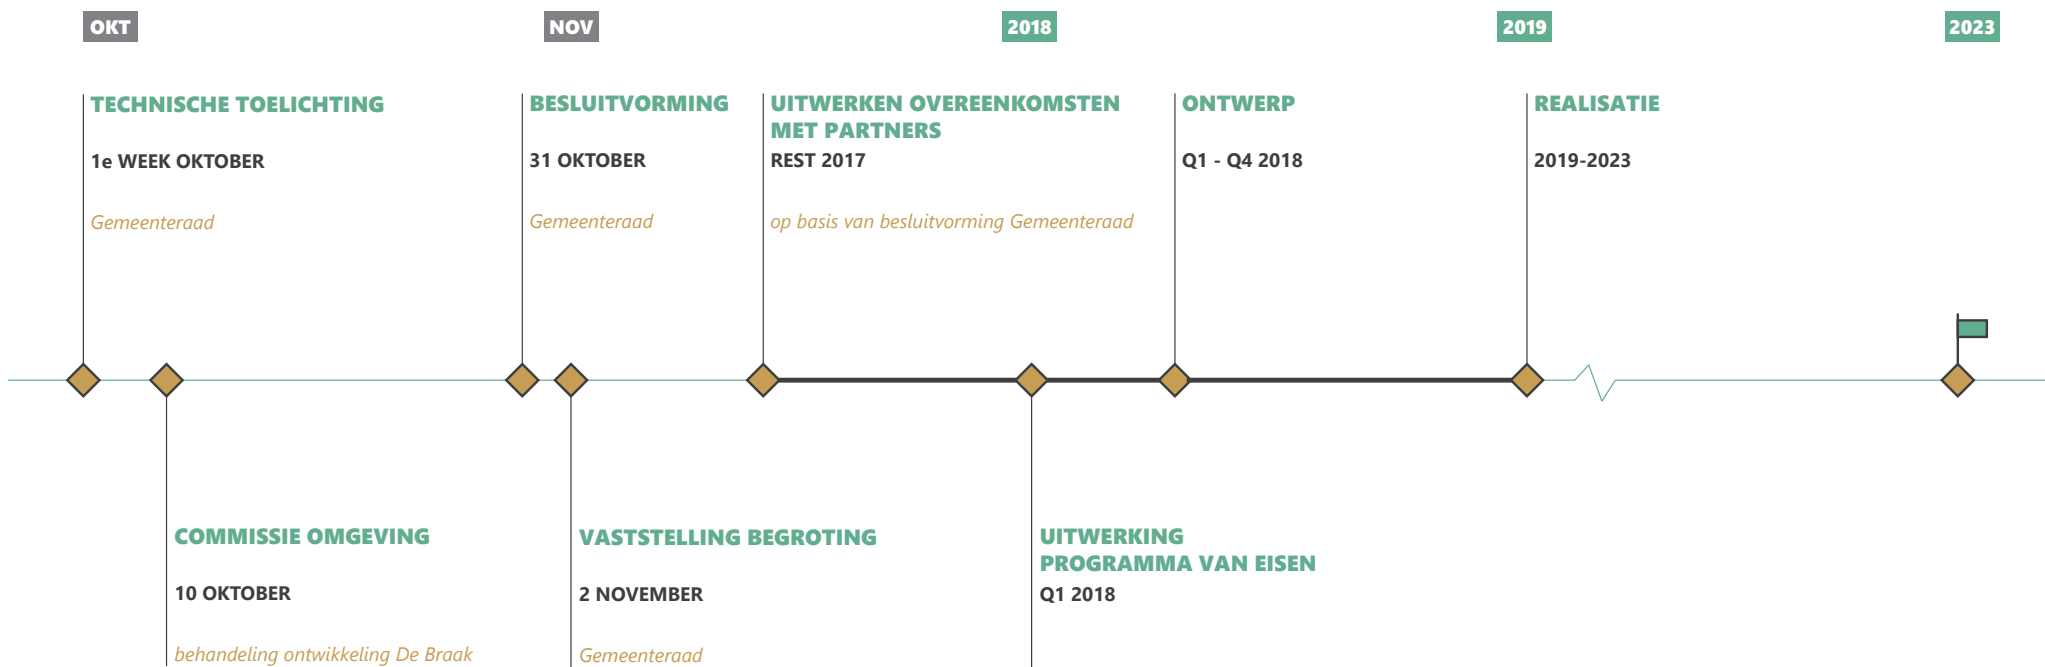 OKT
NOV
2018
2019
2023
TECHNISCHE TOELICHTING
1e WEEK OKTOBER
Gemeenteraad
BESLUITVORMING
31 OKTOBER
Gemeenteraad
UITWERKEN OVEREENKOMSTEN
MET PARTNERS
REST 2017
op basis van besluitvorming Gemeenteraad
ONTWERP
Q1 - Q4 2018
REALISATIE
2019-2023
COMMISSIE OMGEVING
10 OKTOBER
behandeling ontwikkeling De Braak
VASTSTELLING BEGROTING
2 NOVEMBER
Gemeenteraad
UITWERKING
PROGRAMMA VAN EISEN
Q1 2018